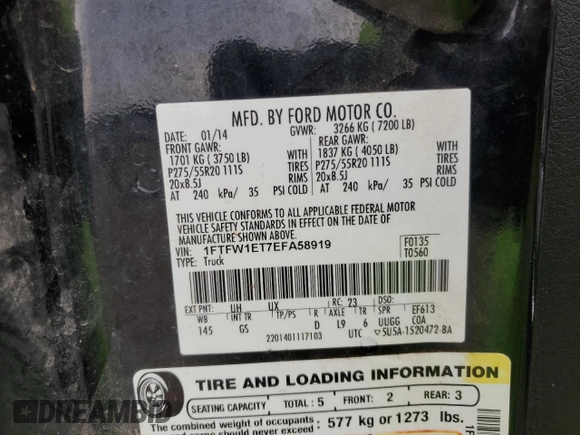 MFD. BY FORD MOTOR CO.
DATE: 01/14 GVWR: 3266 KG ( 7200 LB)
FRONT GAWR: REAR GAWR:
1701 KG ( 3750 LB) WITH 1837 KG ( 4050 LB) WITH
P275/55R20 111S TIRES P275/55R20 111S TIRES
20x8.5J RIMS 20x8.5J RIMS
AT 240 kPa/ 35 PSI COLD AT 240 kPa/ 35 PSI COLD
THIS VEHICLE CONFORMS TO ALL APPLICABLE FEDERAL MOTOR
VEHICLE SAFETY STANDARDS IN EFFECT ON THE DATE OF
MANUFACTURE SHOWN ABOVE.
VIN: 1FTFW1ET7EFA58919 F0135
TYPE: Truck T0560
EXT PNT: UH UX RC: 23 DSO:
WB INT TR TP/PS R AXLE TR SPR EF613
145 GS D L9 6 UUGG COA
2201401117103 UTC 5U5A-1520472-BA
TIRE AND LOADING INFORMATION
SEATING CAPACITY TOTAL: 5 FRONT: 2 REAR: 3
The combined weight of occupants 577 kg or 1273 lbs.
DREAMBID